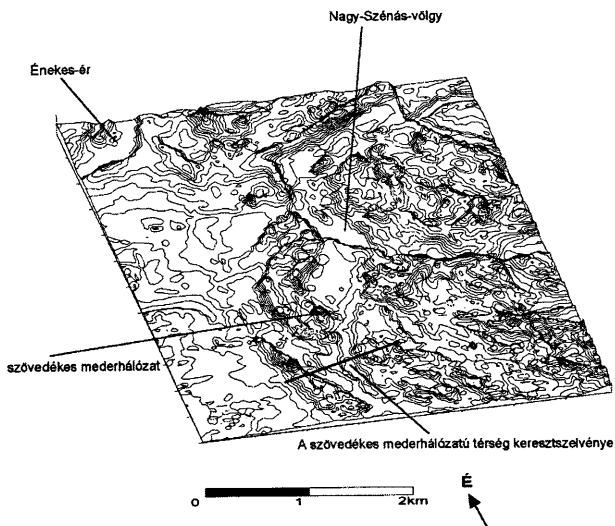 Nagy-Szénás-völgy
Énekes-ér
szövedékes mederhálózat
A szövedékes mederhálózatú térség keresztszelvénye
É
0 1 2km